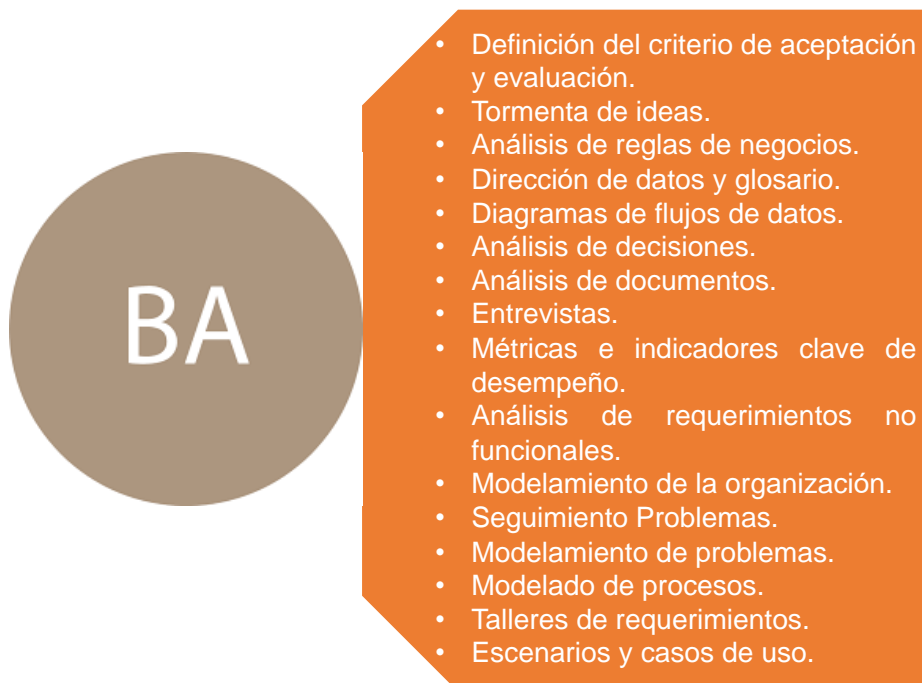 BA
• Definición del criterio de aceptación
y evaluación.
• Tormenta de ideas.
• Análisis de reglas de negocios.
• Dirección de datos y glosario.
• Diagramas de flujos de datos.
• Análisis de decisiones.
• Análisis de documentos.
• Entrevistas.
• Métricas e indicadores clave de
desempeño.
• Análisis de requerimientos no
funcionales.
• Modelamiento de la organización.
• Seguimiento Problemas.
• Modelamiento de problemas.
• Modelado de procesos.
• Talleres de requerimientos.
• Escenarios y casos de uso.